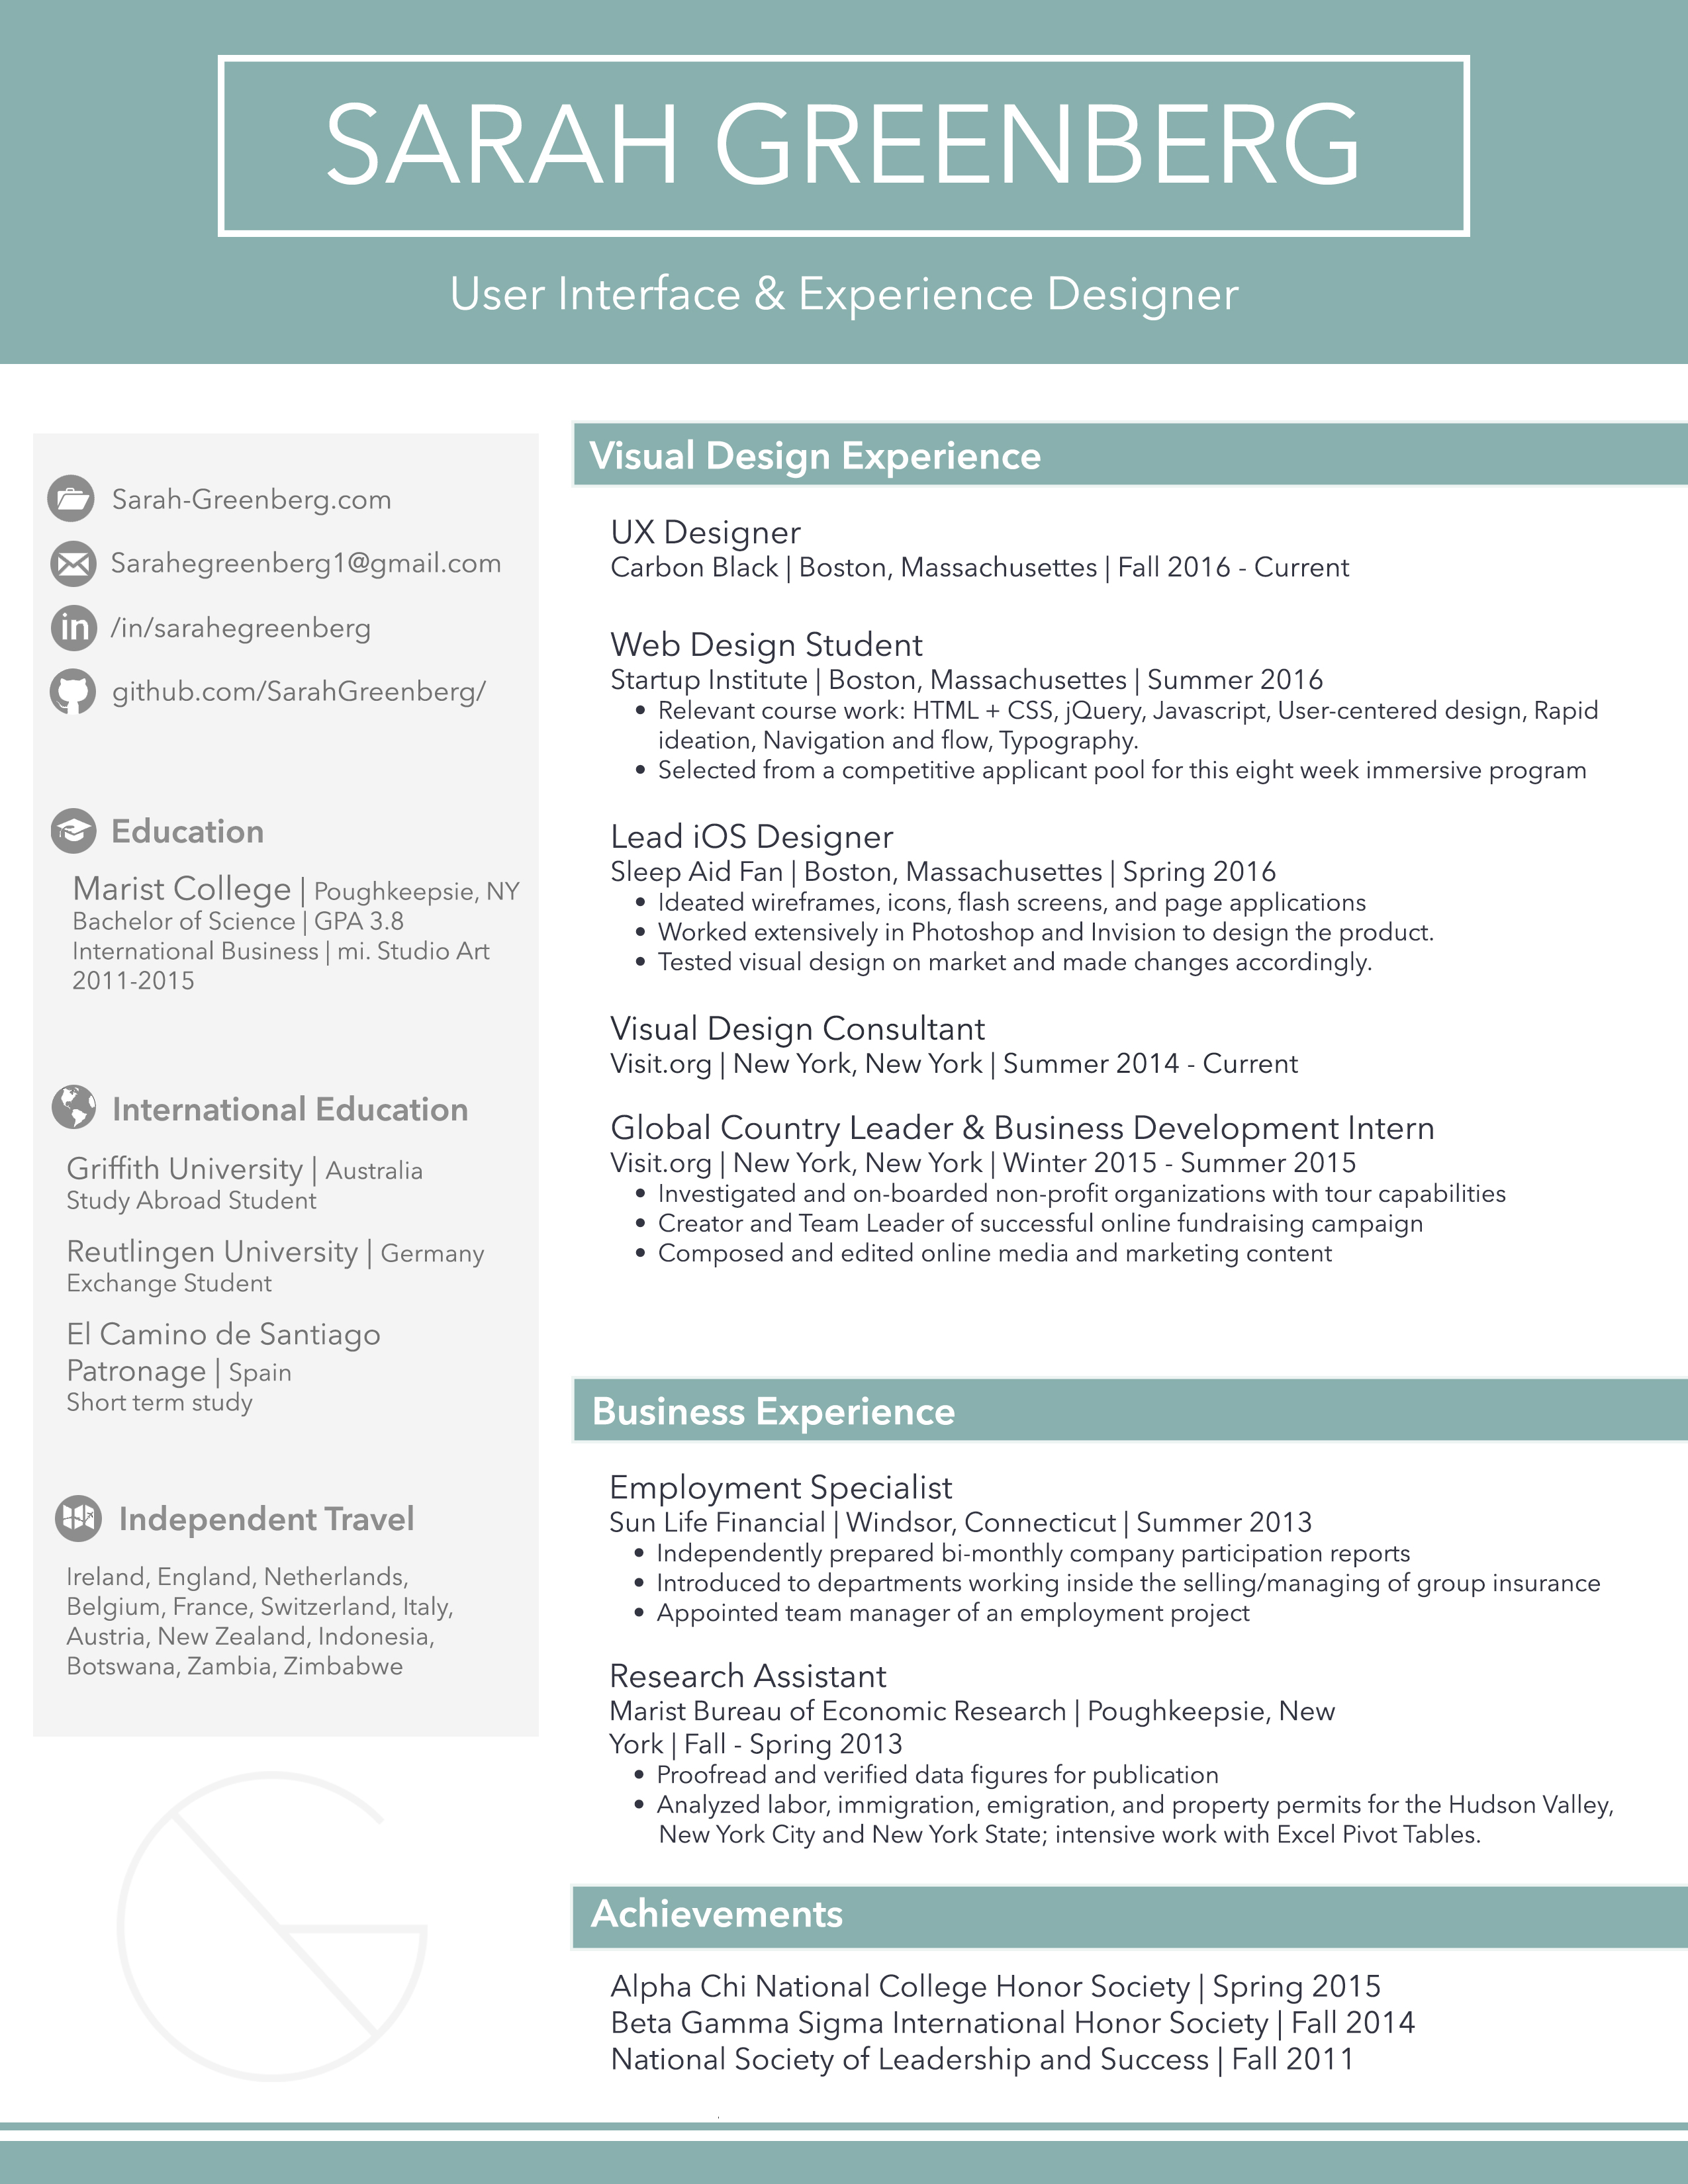 SARAH GREENBERG
User Interface & Experience Designer
Sarah-Greenberg.com
Sarahegreenberg1@gmail.com
in /in/sarahegreenberg
github.com/SarahGreenberg/
Education
Marist College | Poughkeepsie, NY
Bachelor of Science | GPA 3.8
International Business | mi. Studio Art
2011-2015
International Education
Griffith University | Australia
Study Abroad Student
Reutlingen University | Germany
Exchange Student
El Camino de Santiago
Patronage | Spain
Short term study
Independent Travel
Ireland, England, Netherlands,
Belgium, France, Switzerland, Italy,
Austria, New Zealand, Indonesia,
Botswana, Zambia, Zimbabwe
Visual Design Experience
UX Designer
Carbon Black | Boston, Massachusettes | Fall 2016 - Current
Web Design Student
Startup Institute | Boston, Massachusettes | Summer 2016
• Relevant course work: HTML + CSS, jQuery, Javascript, User-centered design, Rapid
ideation, Navigation and flow, Typography.
• Selected from a competitive applicant pool for this eight week immersive program
Lead iOS Designer
Sleep Aid Fan | Boston, Massachusettes | Spring 2016
• Ideated wireframes, icons, flash screens, and page applications
• Worked extensively in Photoshop and Invision to design the product.
• Tested visual design on market and made changes accordingly.
Visual Design Consultant
Visit.org | New York, New York | Summer 2014 - Current
Global Country Leader & Business Development Intern
Visit.org | New York, New York | Winter 2015 - Summer 2015
• Investigated and on-boarded non-profit organizations with tour capabilities
• Creator and Team Leader of successful online fundraising campaign
• Composed and edited online media and marketing content
Business Experience
Employment Specialist
Sun Life Financial | Windsor, Connecticut | Summer 2013
• Independently prepared bi-monthly company participation reports
• Introduced to departments working inside the selling/managing of group insurance
• Appointed team manager of an employment project
Research Assistant
Marist Bureau of Economic Research | Poughkeepsie, New
York | Fall - Spring 2013
• Proofread and verified data figures for publication
• Analyzed labor, immigration, emigration, and property permits for the Hudson Valley,
New York City and New York State; intensive work with Excel Pivot Tables.
Achievements
Alpha Chi National College Honor Society | Spring 2015
Beta Gamma Sigma International Honor Society | Fall 2014
National Society of Leadership and Success | Fall 2011